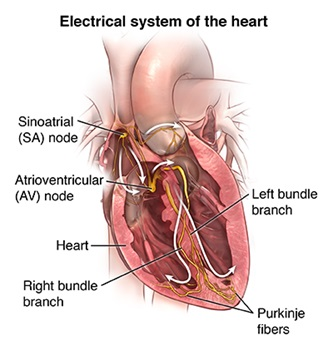 Electrical system of the heart
Sinoatrial
(SA) node
Atrioventricular
(AV) node
Left bundle
branch
Heart
Right bundle
branch
Purkinje
fibers